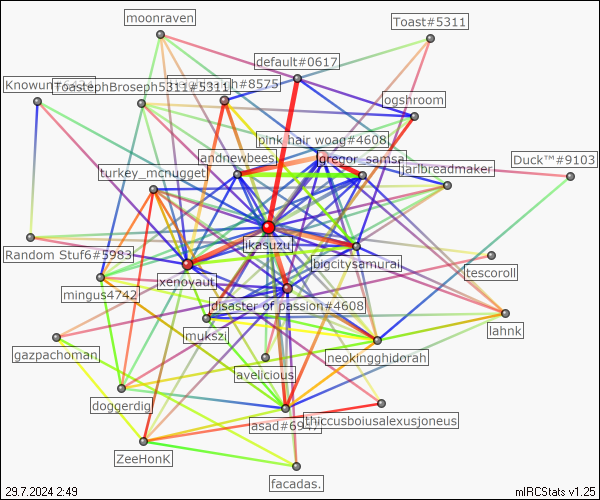 moonraven
Toast#5311
default#0617
Knowun
ToastephBroseph5311#5311
h#8575
ogshroom
pink hair woag#4608
andnewbees
gregor_samsa
jarlbreadmaker
Duck™#9103
turkey_mcnugget
ikasuzu
Random Stuf6#5983
xenoyaut
bigcitysamurai
tescoroll
mingus4742
disaster of passion#4608
lahnk
mukszi
gazpachoman
neokingghidorah
avelicious
doggerdig
asad#6947
thiccusboiusalexusjoneus
ZeeHonK
facadas.
29.7.2024 2:49
mIRCStats v1.25